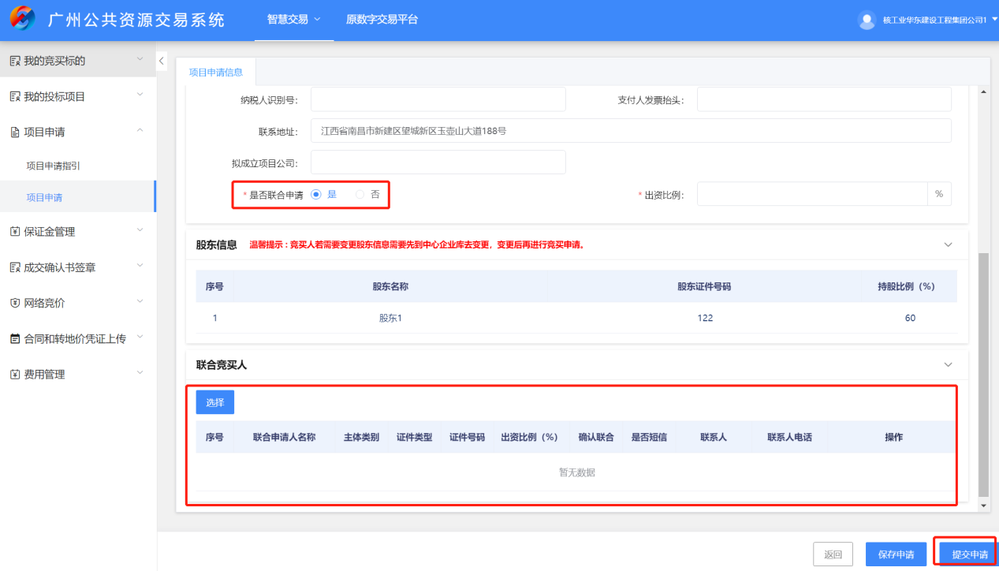 广州公共资源交易系统 智慧交易 原数字交易平台 核工业华东建设工程集团公司1
我的竞买标的
我的投标项目
项目申请
项目申请指引
项目申请
保证金管理
成交确认书签章
网络竞价
合同和转地价凭证上传
费用管理
项目申请信息
纳税人识别号: 支付人发票抬头:
联系地址: 江西省南昌市新建区望城新区玉壶山大道188号
拟成立项目公司:
* 是否联合申请 是 否 * 出资比例: %
股东信息 温馨提示：竞买人若需要变更股东信息需要先到中心企业库去变更，变更后再进行竞买申请。
序号 股东名称 股东证件号码 持股比例（%）
1 股东1 122 60
联合竞买人
选择
序号 联合申请人名称 主体类别 证件类型 证件号码 出资比例（%） 确认联合 是否短信 联系人 联系人电话 操作
暂无数据
返回 保存申请 提交申请